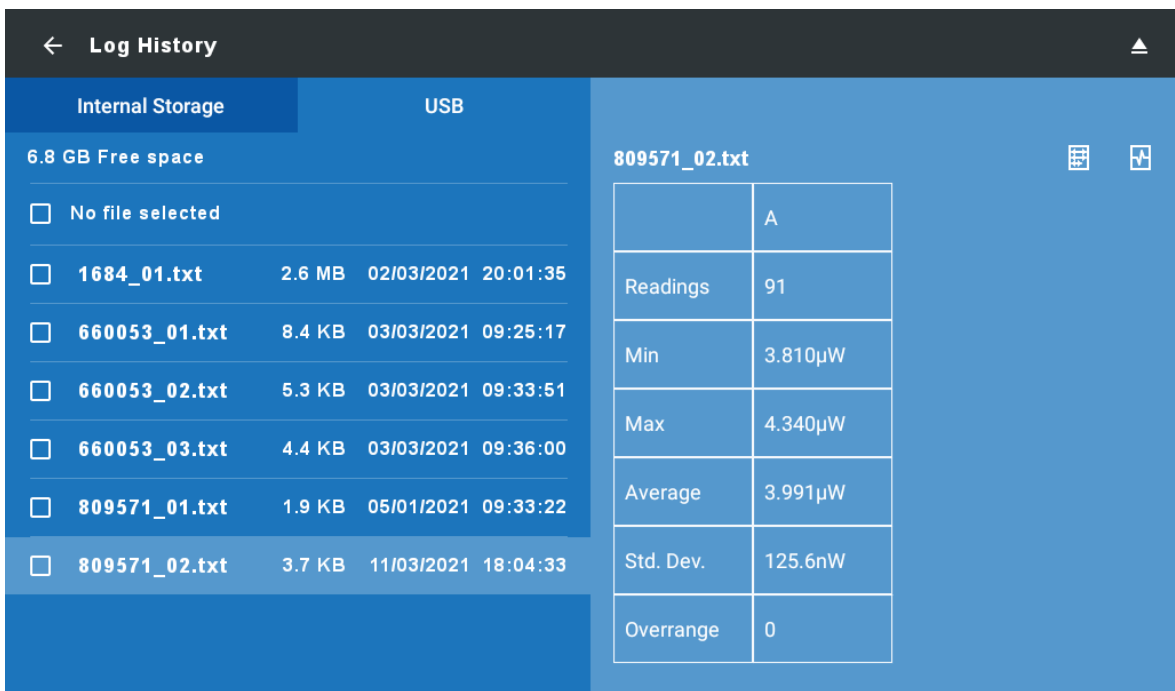 Log History
Internal Storage USB
6.8 GB Free space
No file selected
1684_01.txt 2.6 MB 02/03/2021 20:01:35
660053_01.txt 8.4 KB 03/03/2021 09:25:17
660053_02.txt 5.3 KB 03/03/2021 09:33:51
660053_03.txt 4.4 KB 03/03/2021 09:36:00
809571_01.txt 1.9 KB 05/01/2021 09:33:22
809571_02.txt 3.7 KB 11/03/2021 18:04:33
809571_02.txt
A
Readings 91
Min 3.810µW
Max 4.340µW
Average 3.991µW
Std. Dev. 125.6nW
Overrange 0